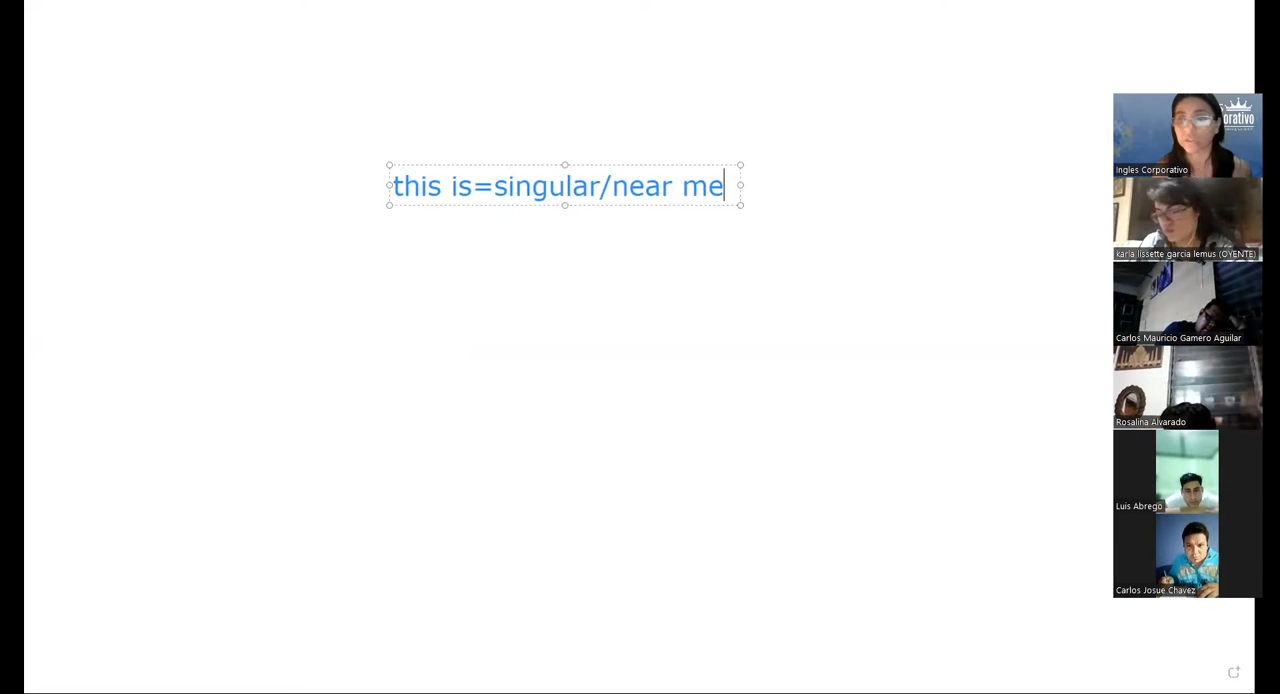 this is=singular/near me
orativo
Ingles Corporativo
karla lissette garcia lemus (OYENTE)
Carlos Mauricio Gamero Aguilar
Rosalina Alvarado
Luis Abrego
Carlos Josue Chavez